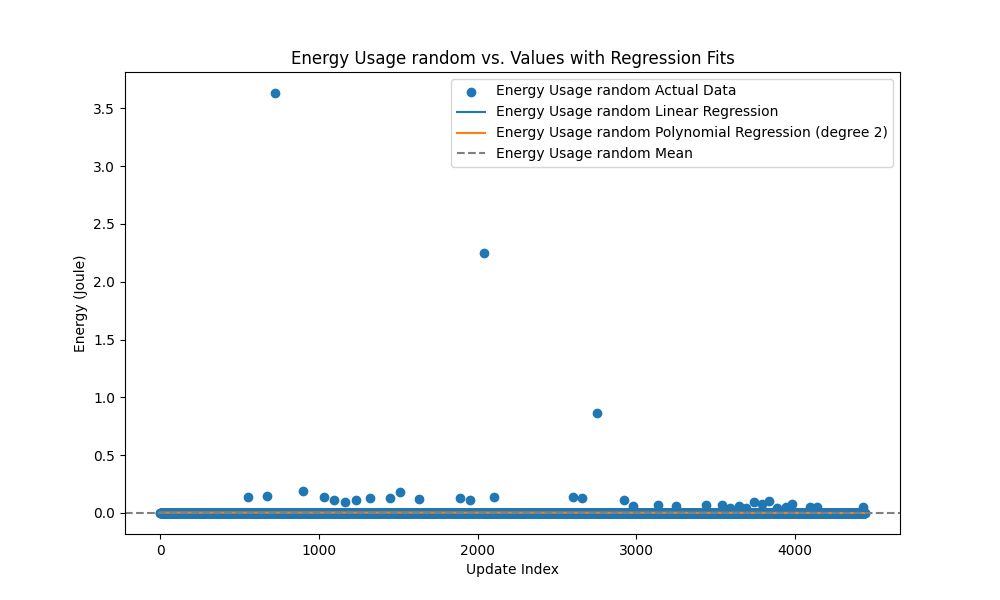 Energy Usage random vs. Values with Regression Fits
Energy Usage random Actual Data
Energy Usage random Linear Regression
Energy Usage random Polynomial Regression (degree 2)
Energy Usage random Mean
3.5
3.0
2.5
2.0
1.5
1.0
0.5
0.0
Energy (Joule)
0 1000 2000 3000 4000
Update Index